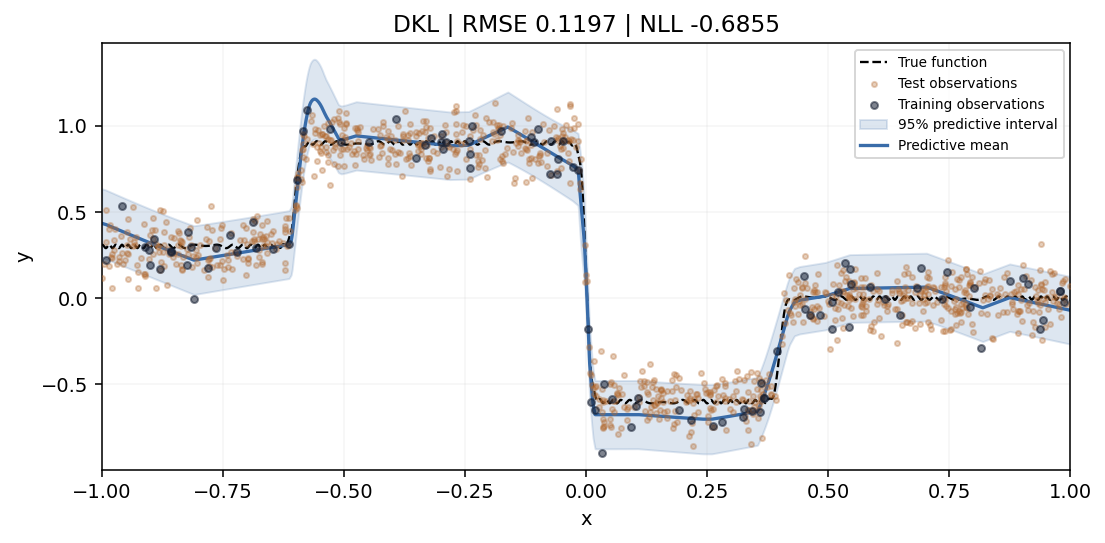 DKL | RMSE 0.1197 | NLL -0.6855
True function
Test observations
Training observations
95% predictive interval
Predictive mean
1.0
0.5
0.0
−0.5
y
−1.00 −0.75 −0.50 −0.25 0.00 0.25 0.50 0.75 1.00
x